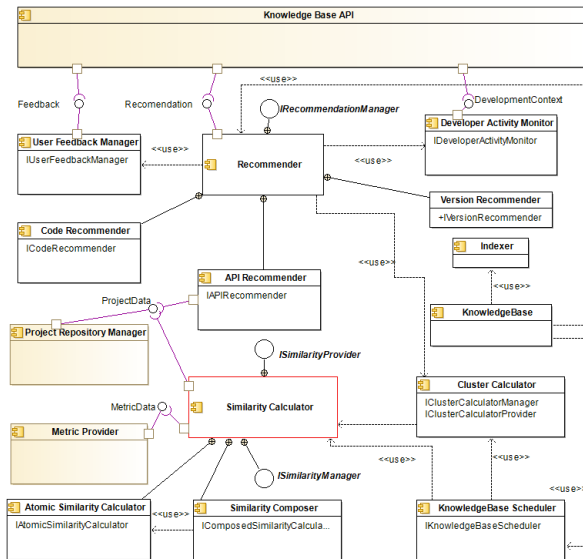 Knowledge Base API
<<use>>
Feedback
Recomendation
DevelopmentContext
IRecommendationManager
User Feedback Manager
IUserFeedbackManager
<<use>>
Recommender
<<use>>
Developer Activity Monitor
IDeveloperActivityMonitor
Version Recommender
+IVersionRecommender
Code Recommender
ICodeRecommender
Indexer
<<use>>
<<use>>
API Recommender
IAPIRecommender
ProjectData
KnowledgeBase
Project Repository Manager
ISimilarityProvider
MetricData
Similarity Calculator
Cluster Calculator
IClusterCalculatorManager
IClusterCalculatorProvider
Metric Provider
ISimilarityManager
<<use>>
<<use>>
Atomic Similarity Calculator
IAtomicSimilarityCalculator
<<use>>
Similarity Composer
IComposedSimilarityCalcula...
KnowledgeBase Scheduler
IKnowledgeBaseScheduler